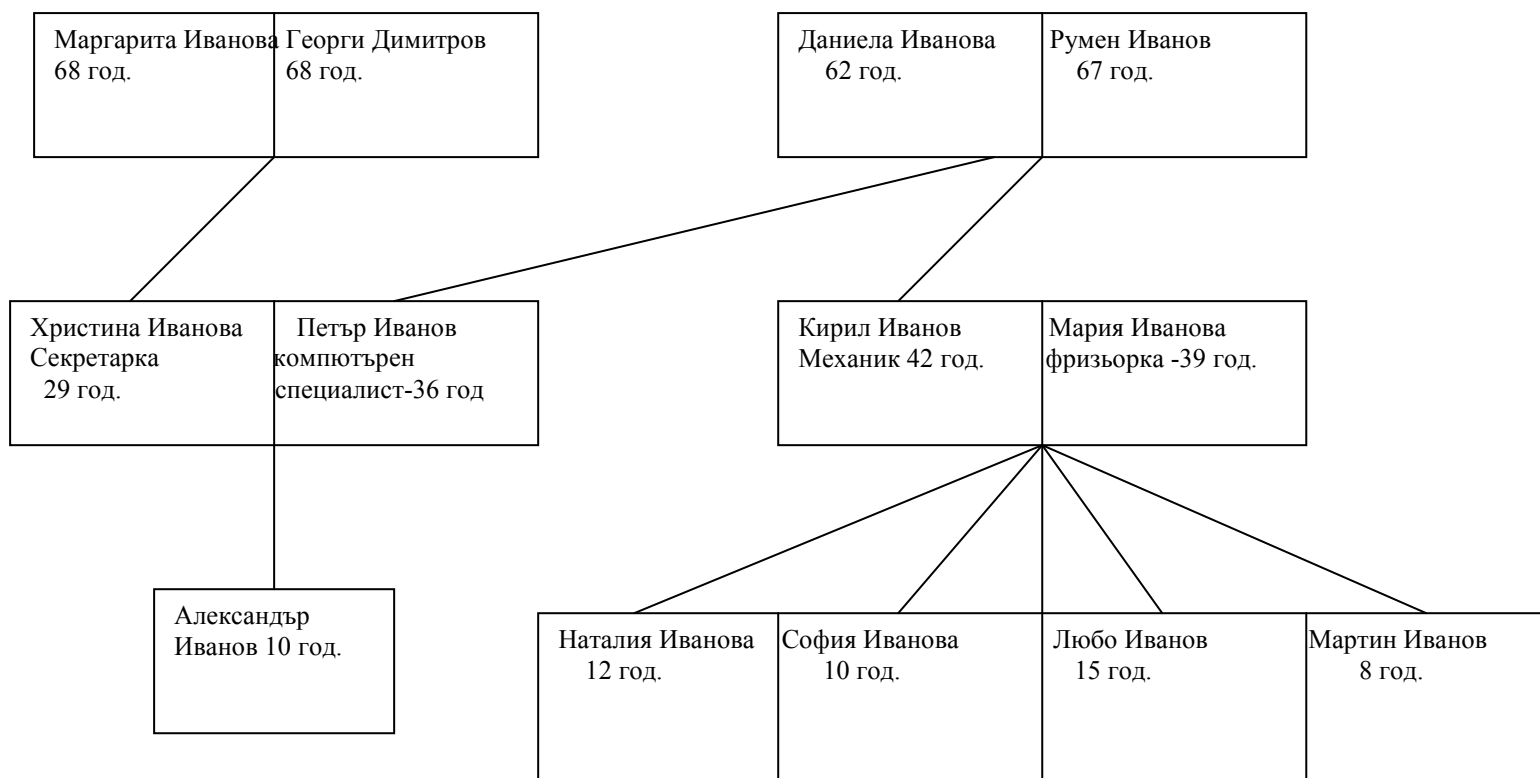 Маргарита Иванова
68 год.
Георги Димитров
68 год.
Даниела Иванова
62 год.
Румен Иванов
67 год.
Христина Иванова
Секретарка
29 год.
Петър Иванов
компютърен
специалист-36 год
Кирил Иванов
Механик 42 год.
Мария Иванова
фризьорка -39 год.
Александър
Иванов 10 год.
Наталия Иванова
12 год.
София Иванова
10 год.
Любо Иванов
15 год.
Мартин Иванов
8 год.